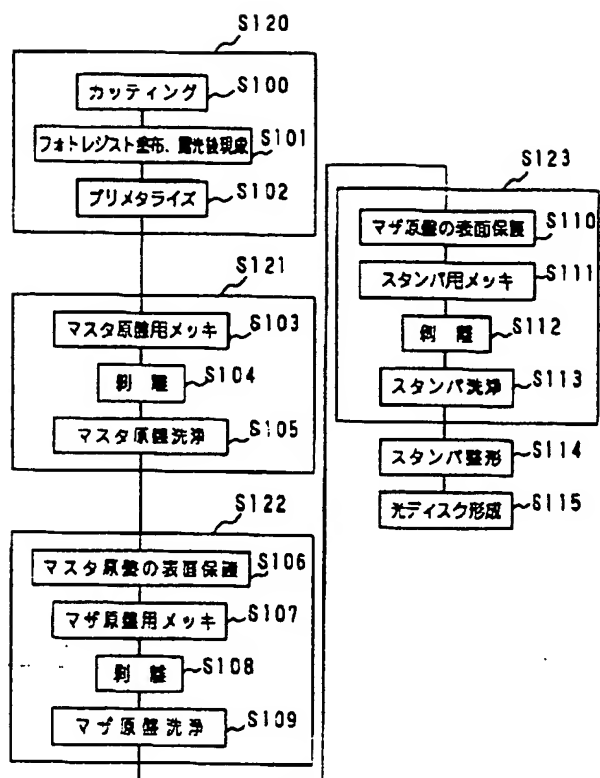 S120
カッティング S100
フォトレジスト塗布、露光後現象 S101
プリメタライズ S102
S121
マスタ原盤用メッキ S103
剥離 S104
マスタ原盤洗浄 S105
S122
マスタ原盤の表面保護 S106
マザ原盤用メッキ S107
剥離 S108
マザ原盤洗浄 S109
S123
マザ原盤の表面保護 S110
スタンパ用メッキ S111
剥離 S112
スタンパ洗浄 S113
スタンパ整形 S114
光ディスク形成 S115